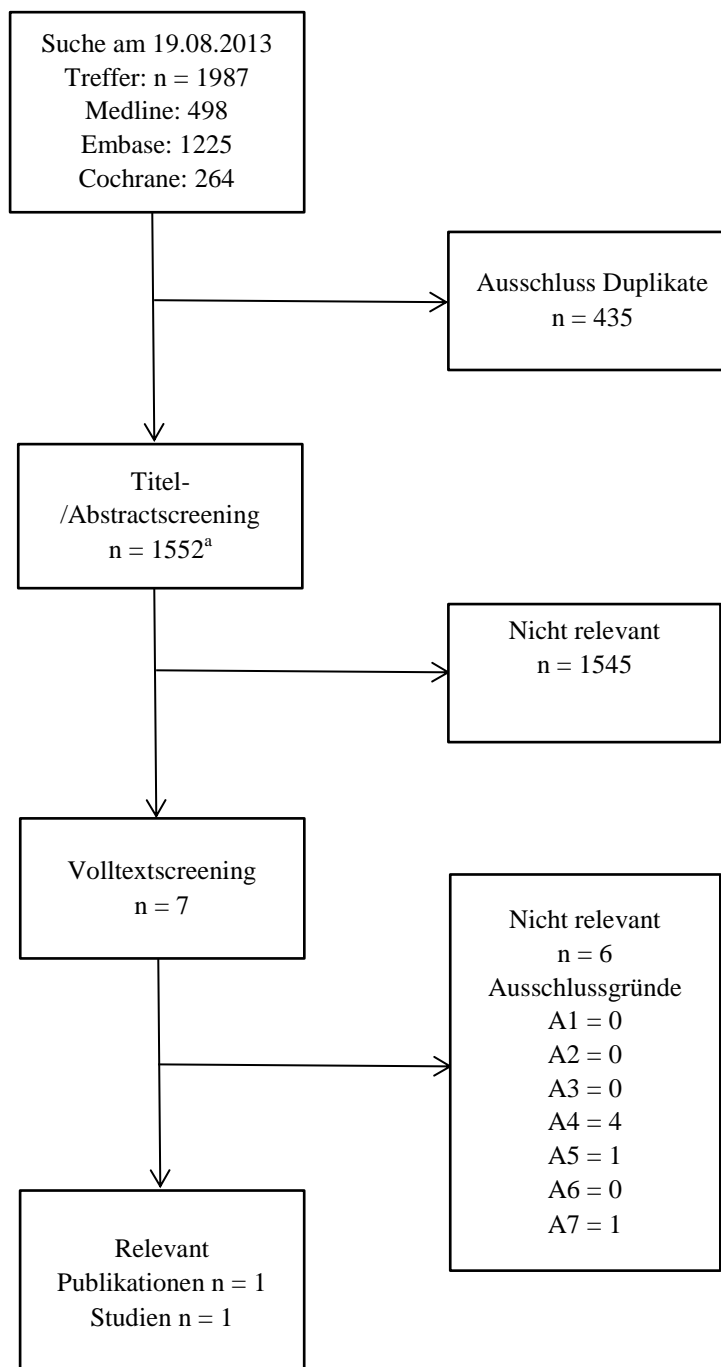 Suche am 19.08.2013
Treffer: n = 1987
Medline: 498
Embase: 1225
Cochrane: 264
Ausschluss Duplikate
n = 435
Titel-
/Abstractscreening
n = 1552ᵃ
Nicht relevant
n = 1545
Volltextscreening
n = 7
Nicht relevant
n = 6
Ausschlussgründe
A1 = 0
A2 = 0
A3 = 0
A4 = 4
A5 = 1
A6 = 0
A7 = 1
Relevant
Publikationen n = 1
Studien n = 1